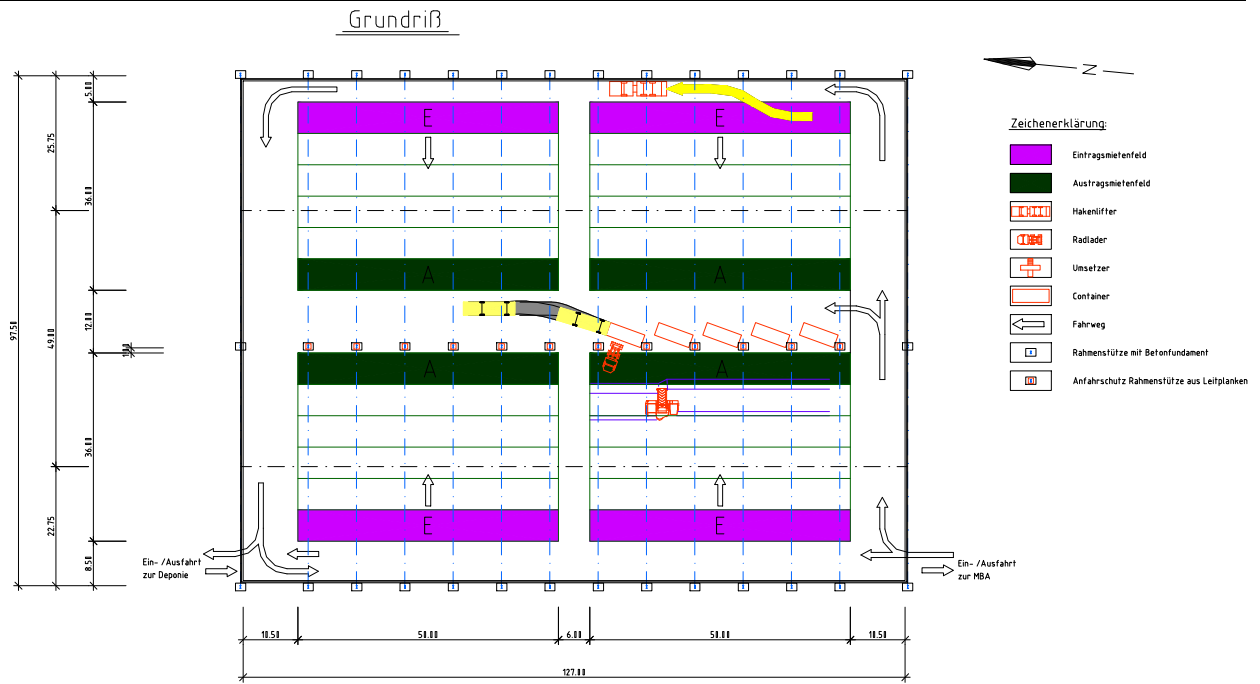 Grundriß
N
Zeichenerklärung:
Eintragsmietenfeld
Austragsmietenfeld
Hakenlifter
Radlader
Umsetzer
Container
Fahrweg
Rahmenstütze mit Betonfundament
Anfahrschutz Rahmenstütze aus Leitplanken
E
E
A
A
A
A
E
E
Ein- /Ausfahrt
zur Deponie
Ein- /Ausfahrt
zur MBA
97.50
25.75
49.00
22.75
5.00
36.00
12.00
1.00
36.00
8.50
10.50
50.00
6.00
50.00
10.50
127.00